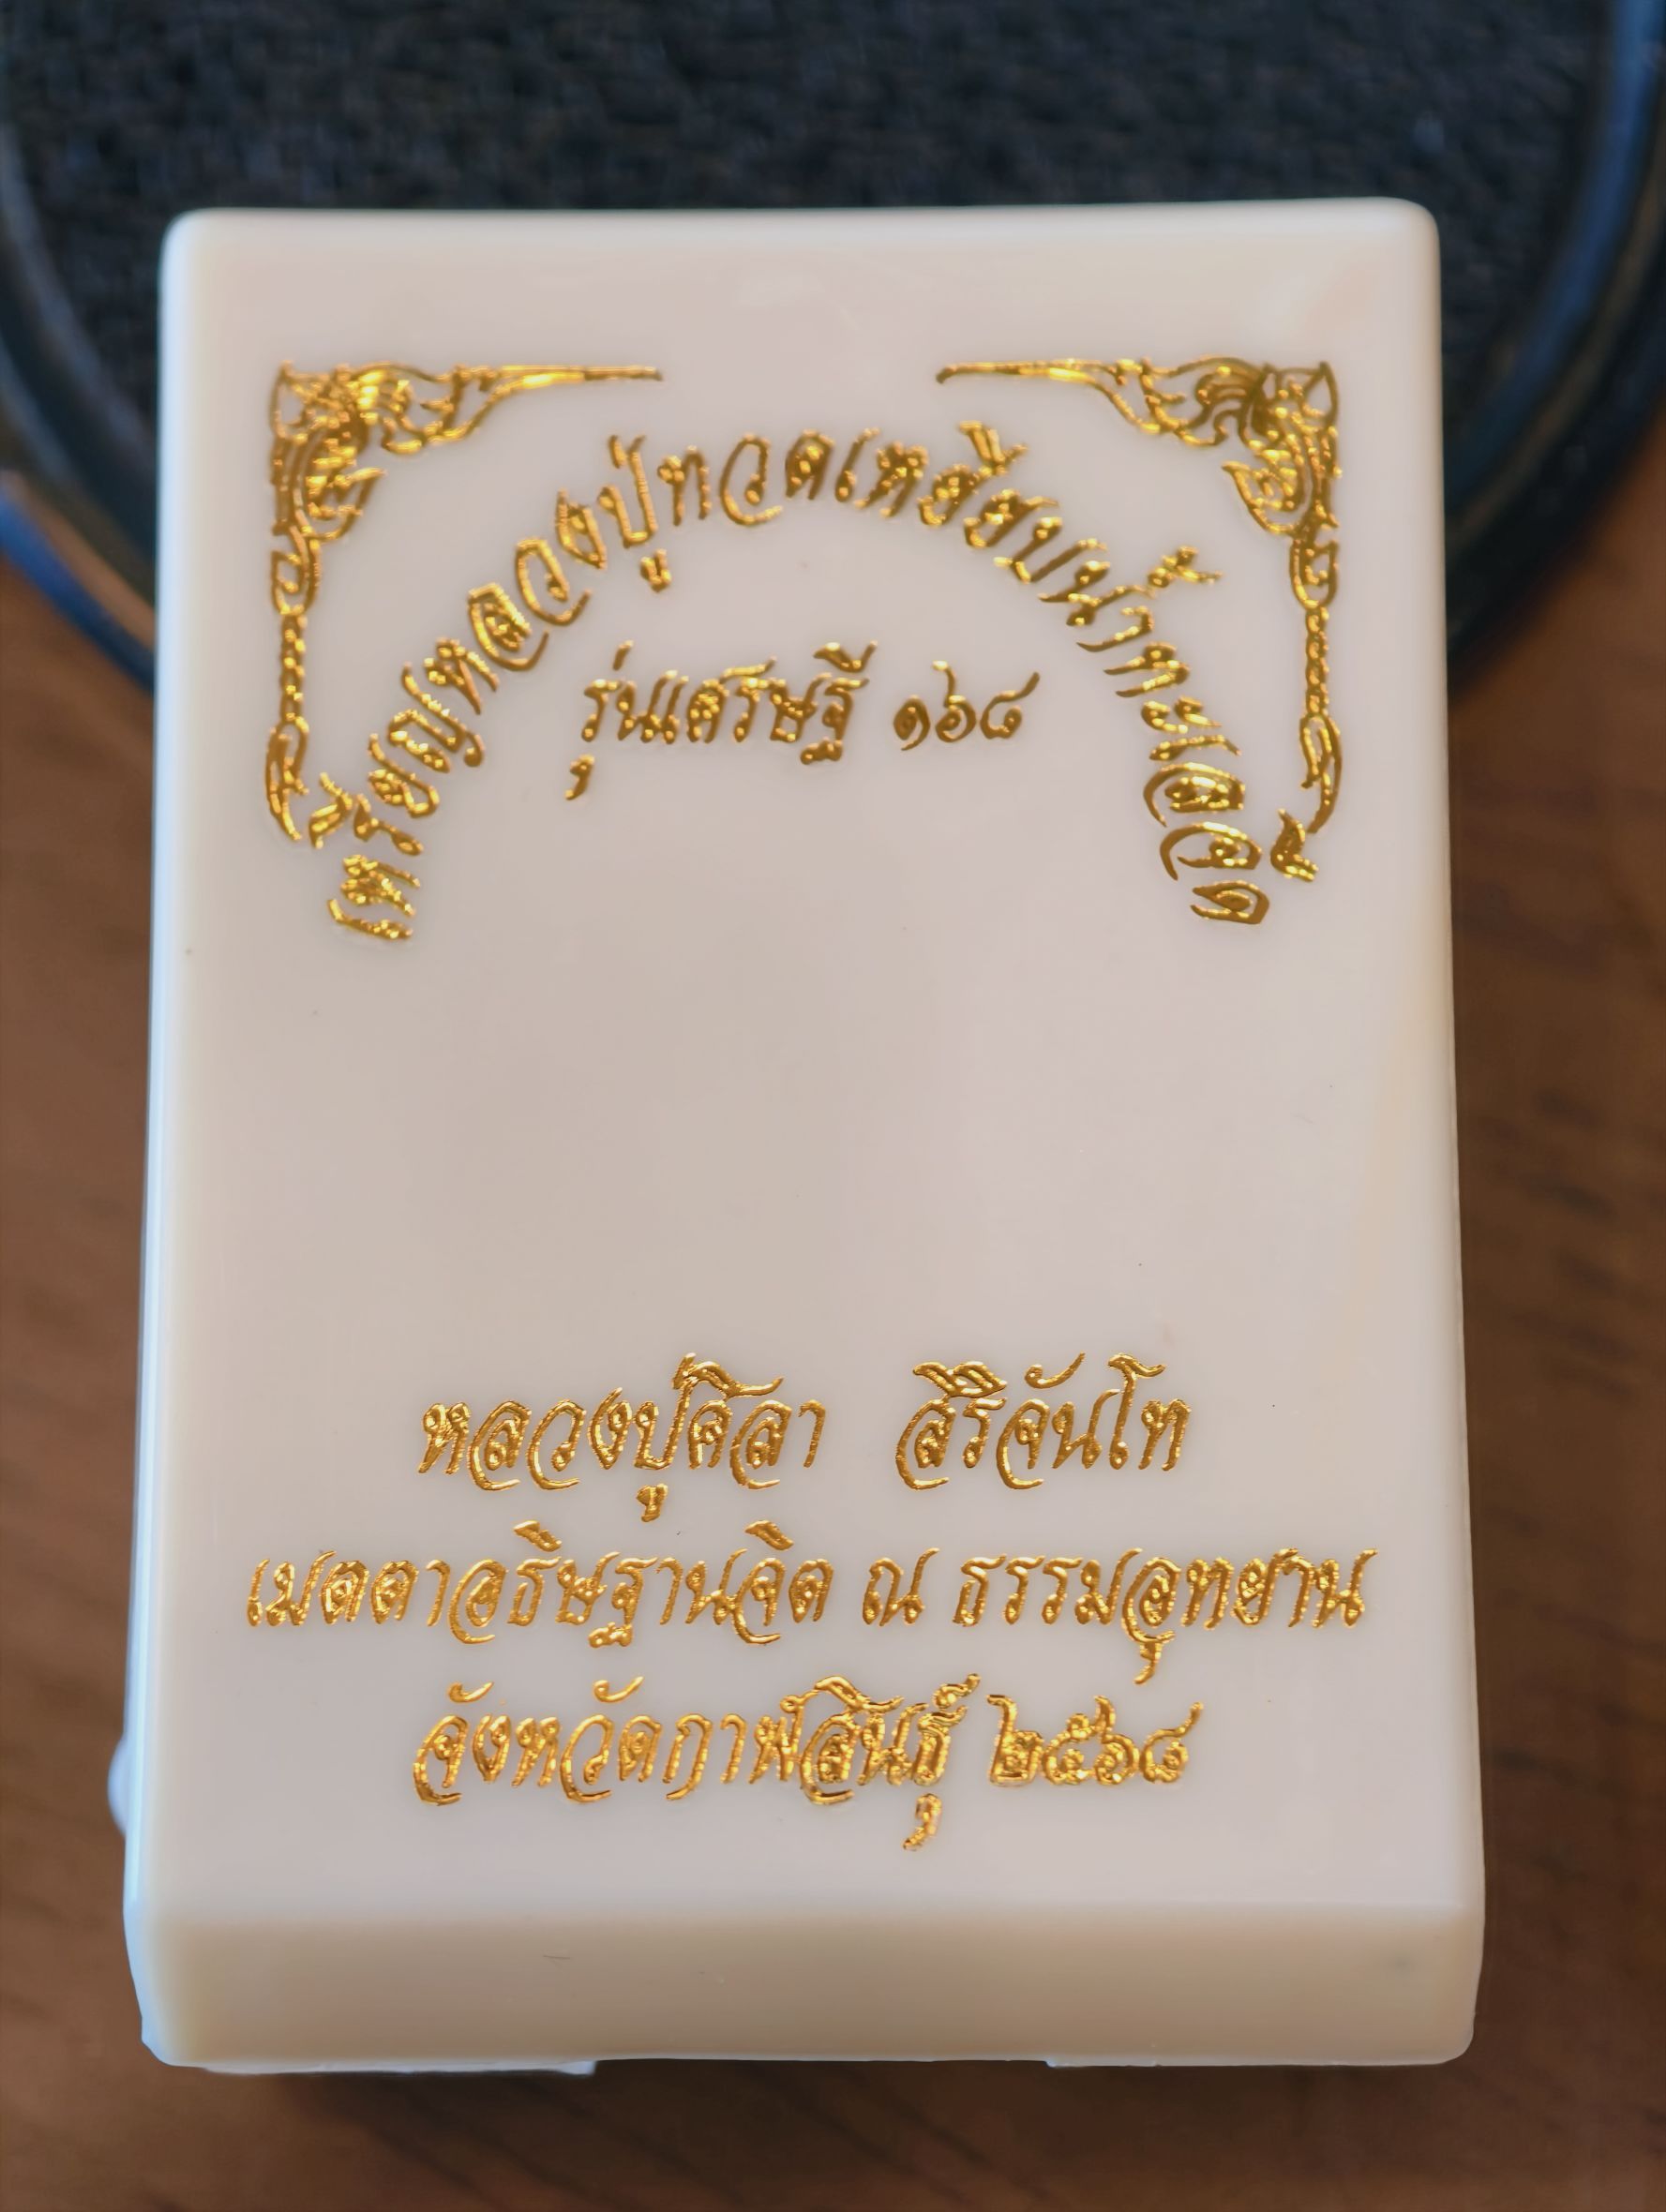 เหรียญหลวงปู่ทวดเหยียบน้ำทะเลจืด
รุ่นเศรษฐี ๑๖๘
หลวงปู่ศิลา สิริจันโท
เมตตาอธิษฐานจิต ณ ธรรมอุทยาน
จังหวัดกาฬสินธุ์ ๒๕๖๘